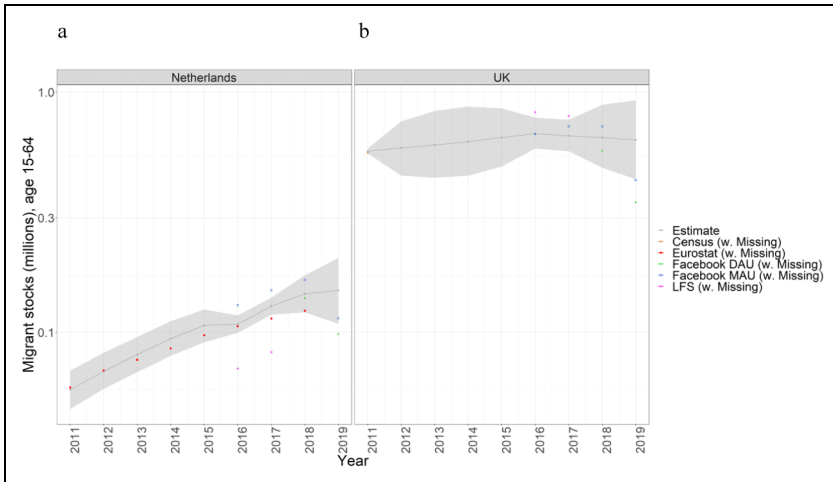 a
b
Netherlands
UK
1.0
0.3
0.1
Migrant stocks (millions), age 15-64
2011
2012
2013
2014
2015
2016
2017
2018
2019
2011
2012
2013
2014
2015
2016
2017
2018
2019
Year
Estimate
Census (w. Missing)
Eurostat (w. Missing)
Facebook DAU (w. Missing)
Facebook MAU (w. Missing)
LFS (w. Missing)